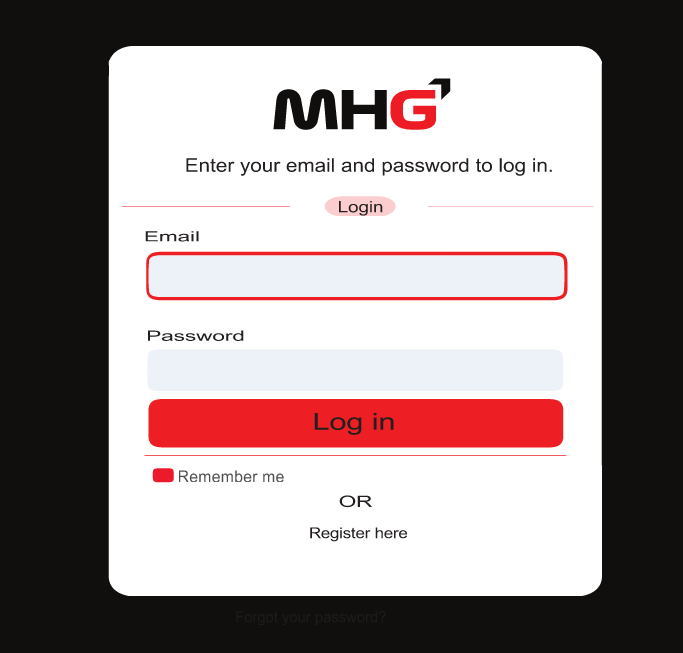 MHG
Enter your email and password to log in.
Login
Email
Password
Log in
Remember me
OR
Register here
Forgot your password?